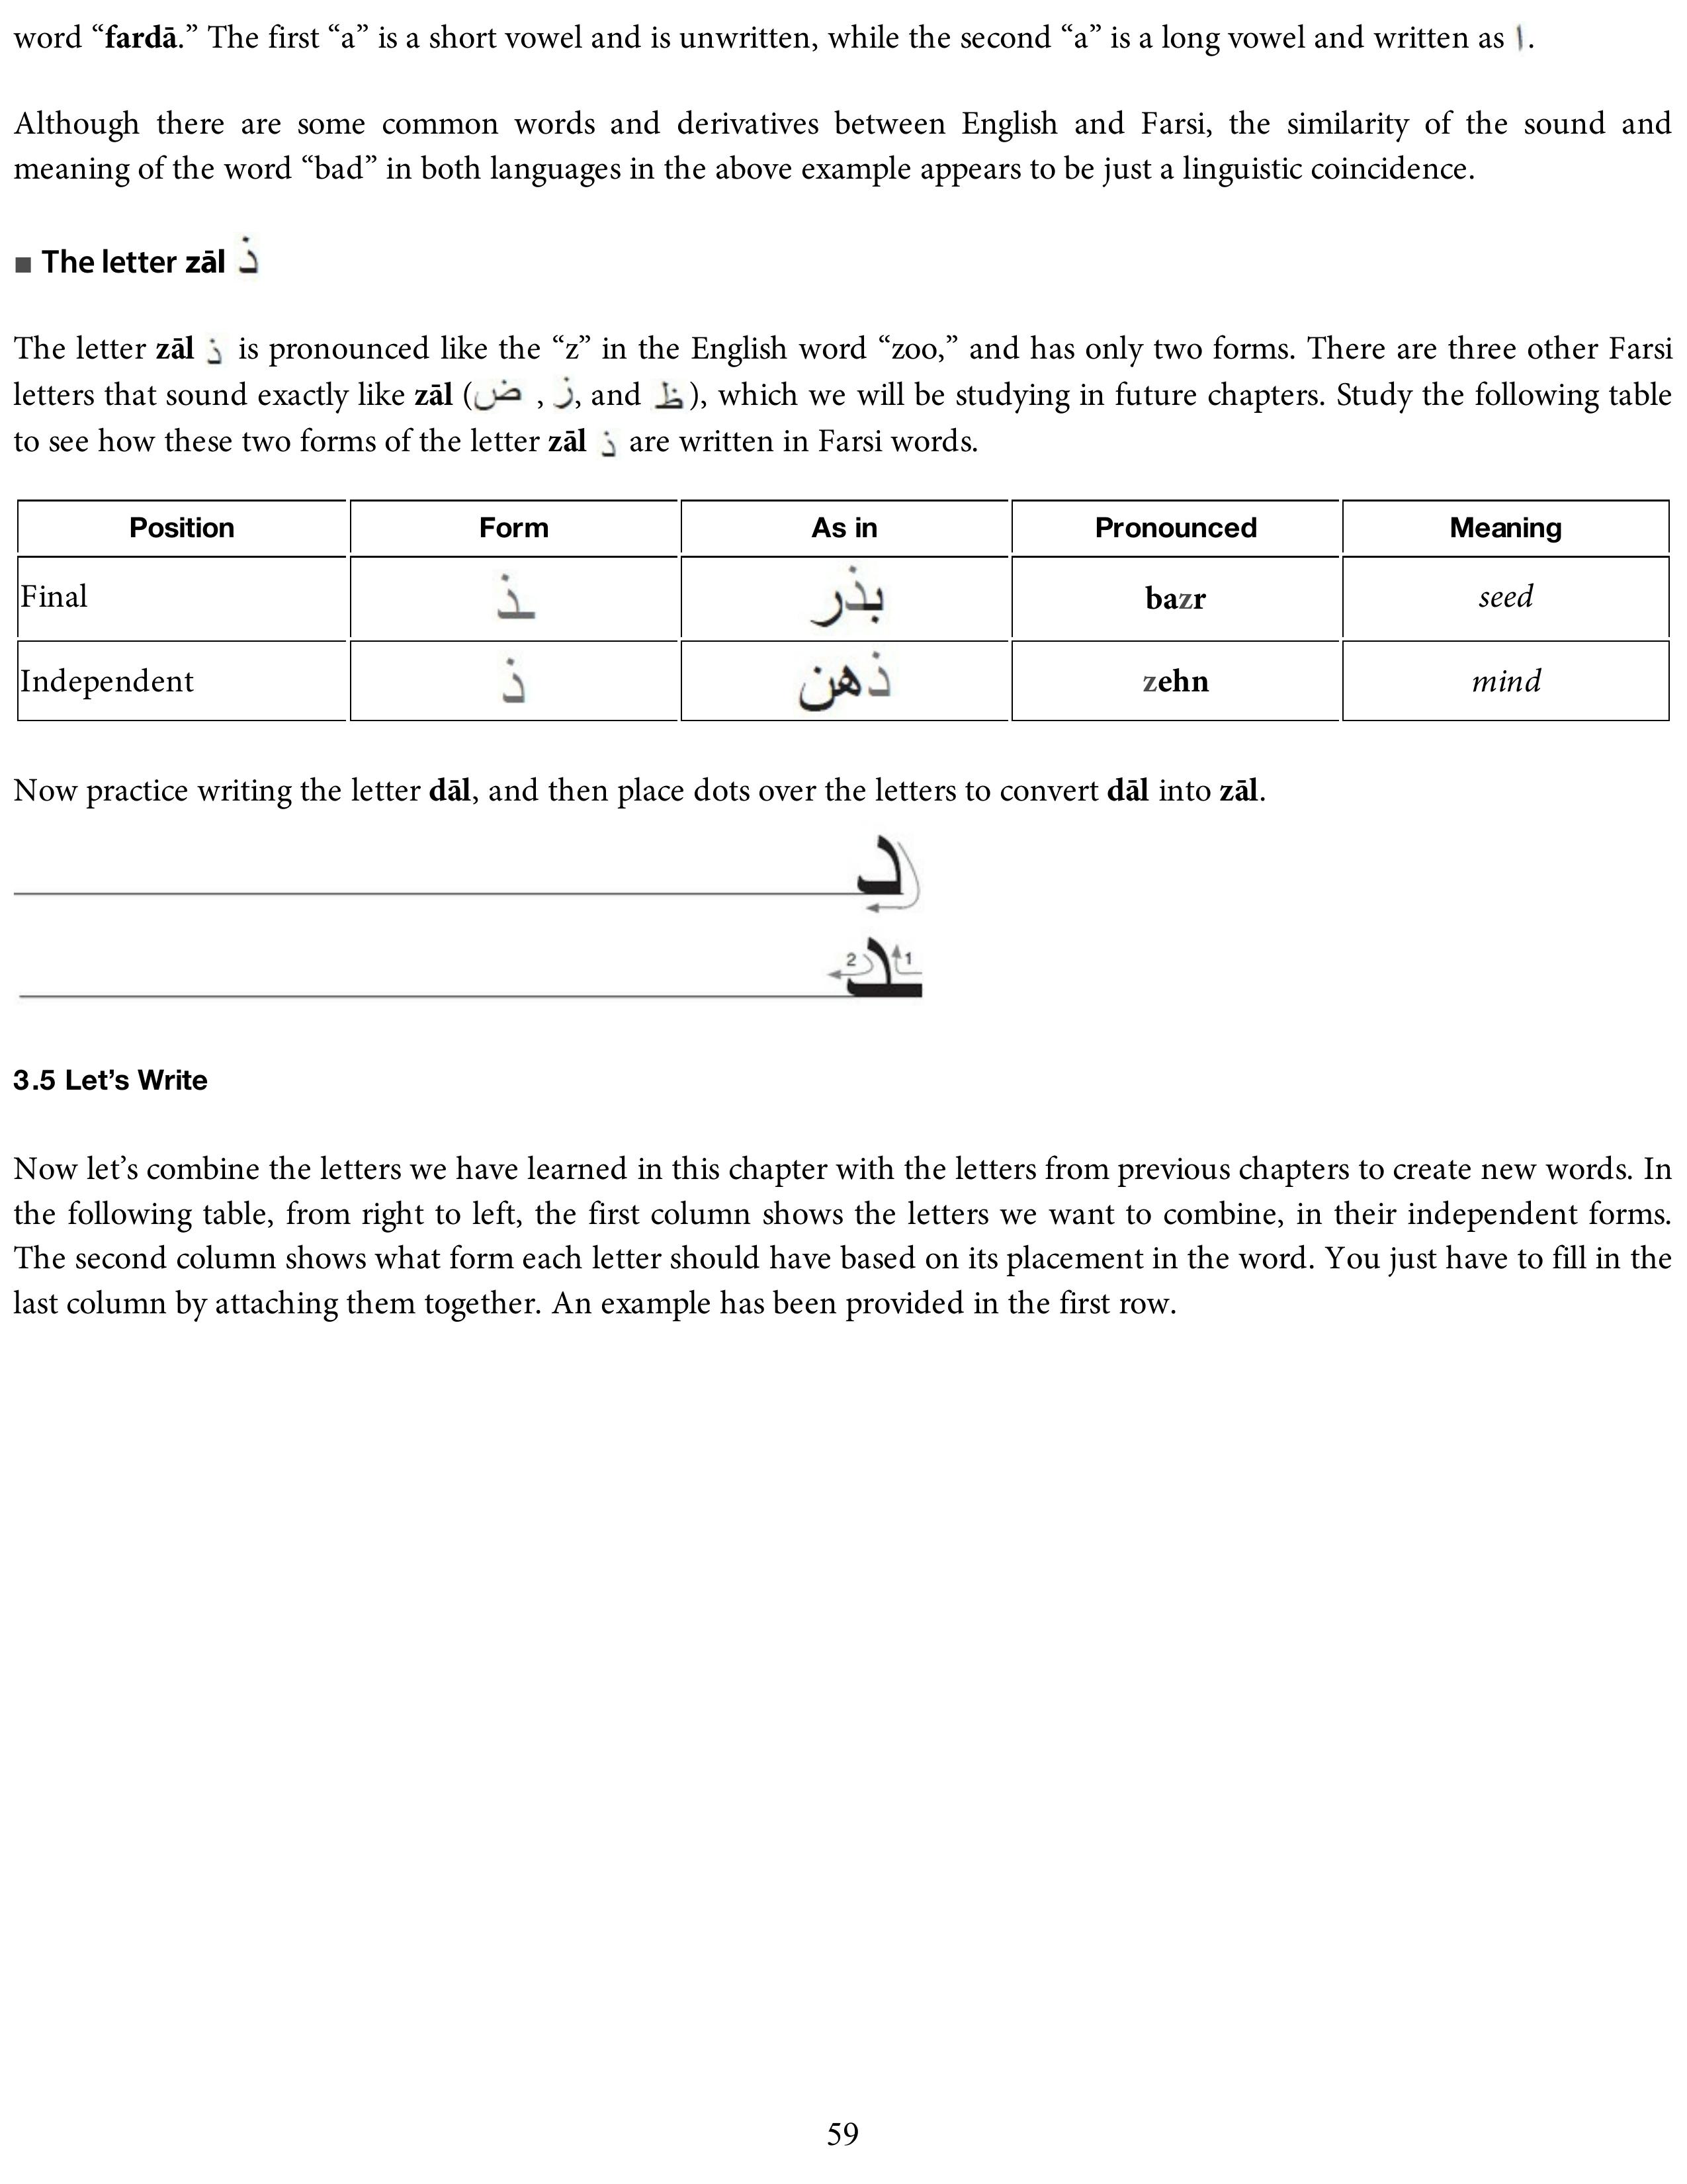 word “fardā.” The first “a” is a short vowel and is unwritten, while the second “a” is a long vowel and written as ا.
Although there are some common words and derivatives between English and Farsi, the similarity of the sound and
meaning of the word “bad” in both languages in the above example appears to be just a linguistic coincidence.
■ The letter zāl ذ
The letter zāl ذ is pronounced like the “z” in the English word “zoo,” and has only two forms. There are three other Farsi
letters that sound exactly like zāl (ض , ز, and ظ), which we will be studying in future chapters. Study the following table
to see how these two forms of the letter zāl ذ are written in Farsi words.
Position Form As in Pronounced Meaning
Final ـذ بذر bazr seed
Independent ذ ذهن zehn mind
Now practice writing the letter dāl, and then place dots over the letters to convert dāl into zāl.
د
2 ـد 1
3.5 Let’s Write
Now let’s combine the letters we have learned in this chapter with the letters from previous chapters to create new words. In
the following table, from right to left, the first column shows the letters we want to combine, in their independent forms.
The second column shows what form each letter should have based on its placement in the word. You just have to fill in the
last column by attaching them together. An example has been provided in the first row.
59